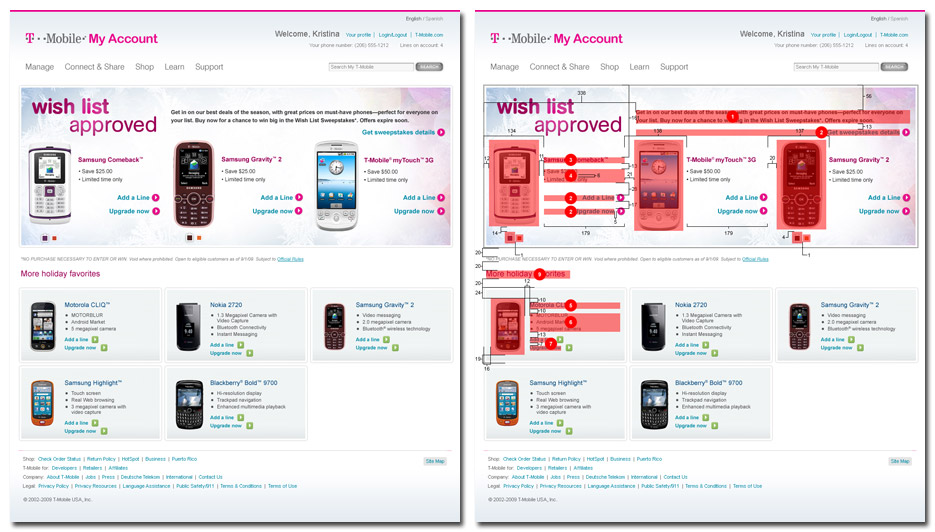 English / Spanish
T··Mobile· My Account
Welcome, Kristina Your profile | Login/Logout | T-Mobile.com
Your phone number: (206) 555-1212 Lines on account: 4
Manage Connect & Share Shop Learn Support
Search My T-Mobile SEARCH
wish list
approved
Get in on our best deals of the season, with great prices on must-have phones—perfect for everyone on
your list. Buy now for a chance to win big in the Wish List Sweepstakes*. Offers expire soon.
Get sweepstakes details
Samsung Comeback™
• Save $25.00
• Limited time only
Add a Line
Upgrade now
Samsung Gravity™ 2
• Save $25.00
• Limited time only
Add a Line
Upgrade now
T-Mobile® myTouch™ 3G
• Save $50.00
• Limited time only
Add a Line
Upgrade now
*NO PURCHASE NECESSARY TO ENTER OR WIN. Void where prohibited. Open to eligible customers as of 8/1/09. Subject to Official Rules
More holiday favorites
Motorola CLIQ™
• MOTORBLUR
• Android Market
• 5 megapixel camera
Add a line
Upgrade now
Nokia 2720
• 1.3 Megapixel Camera with Video Capture
• Bluetooth Connectivity
• Instant Messaging
Add a line
Upgrade now
Samsung Gravity™ 2
• Video messaging
• 2.0 megapixel camera
• Bluetooth® wireless technology
Add a line
Upgrade now
Samsung Highlight™
• Touch screen
• Real Web browsing
• 3 megapixel camera with video capture
Add a line
Upgrade now
Blackberry® Bold™ 9700
• Hi-resolution display
• Trackpad navigation
• Enhanced multimedia playback
Add a line
Upgrade now
Shop: Check Order Status | Return Policy | HotSpot | Business | Puerto Rico
Site Map
T-Mobile for: Developers | Retailers | Affiliates
Company: About T-Mobile | Jobs | Press | Deutsche Telecom | International | Contact Us
Legal: Privacy Policy | Privacy Resources | Language Assistance | Public Safety/911 | Terms & Conditions | Terms of Use
© 2002-2009 T-Mobile USA, Inc.
English / Spanish
T··Mobile· My Account
Welcome, Kristina Your profile | Login/Logout | T-Mobile.com
Your phone number: (206) 555-1212 Lines on account: 4
Manage Connect & Share Shop Learn Support
Search My T-Mobile SEARCH
338
56
wish list
approved
Get in on our best deals of the season, with great prices on must-have phones—perfect for everyone on
1
your list. Buy now for a chance to win big in the Wish List Sweepstakes*. Offers expire soon.
13
134
138
137
2
Get sweepstakes details
12
11
3
Samsung Comeback™
4
• Limited time only
2
Add a Line
2
Upgrade now
T-Mobile® myTouch™ 3G
• Save $50.00
• Limited time only
Add a Line
Upgrade now
20
Samsung Gravity™ 2
• Save $25.00
• Limited time only
Add a Line
Upgrade now
14
179
179
4
1
1
*NO PURCHASE NECESSARY TO ENTER OR WIN. Void where prohibited. Open to eligible customers as of 8/1/09. Subject to Official Rules
20
20
More holiday favorites
8
20
24
12
10
Motorola CLIQ™
5
• MOTORBLUR
• Android Market
6
• 5 megapixel camera
13
7
19
16
Nokia 2720
• 1.3 Megapixel Camera with Video Capture
• Bluetooth Connectivity
• Instant Messaging
Add a line
Upgrade now
Samsung Gravity™ 2
• Video messaging
• 2.0 megapixel camera
• Bluetooth® wireless technology
Add a line
Upgrade now
Samsung Highlight™
• Touch screen
• Real Web browsing
• 3 megapixel camera with video capture
Add a line
Upgrade now
Blackberry® Bold™ 9700
• Hi-resolution display
• Trackpad navigation
• Enhanced multimedia playback
Add a line
Upgrade now
Shop: Check Order Status | Return Policy | HotSpot | Business | Puerto Rico
Site Map
T-Mobile for: Developers | Retailers | Affiliates
Company: About T-Mobile | Jobs | Press | Deutsche Telecom | International | Contact Us
Legal: Privacy Policy | Privacy Resources | Language Assistance | Public Safety/911 | Terms & Conditions | Terms of Use
© 2002-2009 T-Mobile USA, Inc.